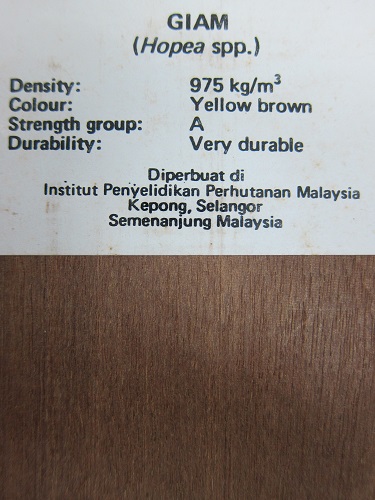 GIAM
(Hopea spp.)
Density: 975 kg/m³
Colour: Yellow brown
Strength group: A
Durability: Very durable
Diperbuat di
Institut Penyelidikan Perhutanan Malaysia
Kepong, Selangor
Semenanjung Malaysia